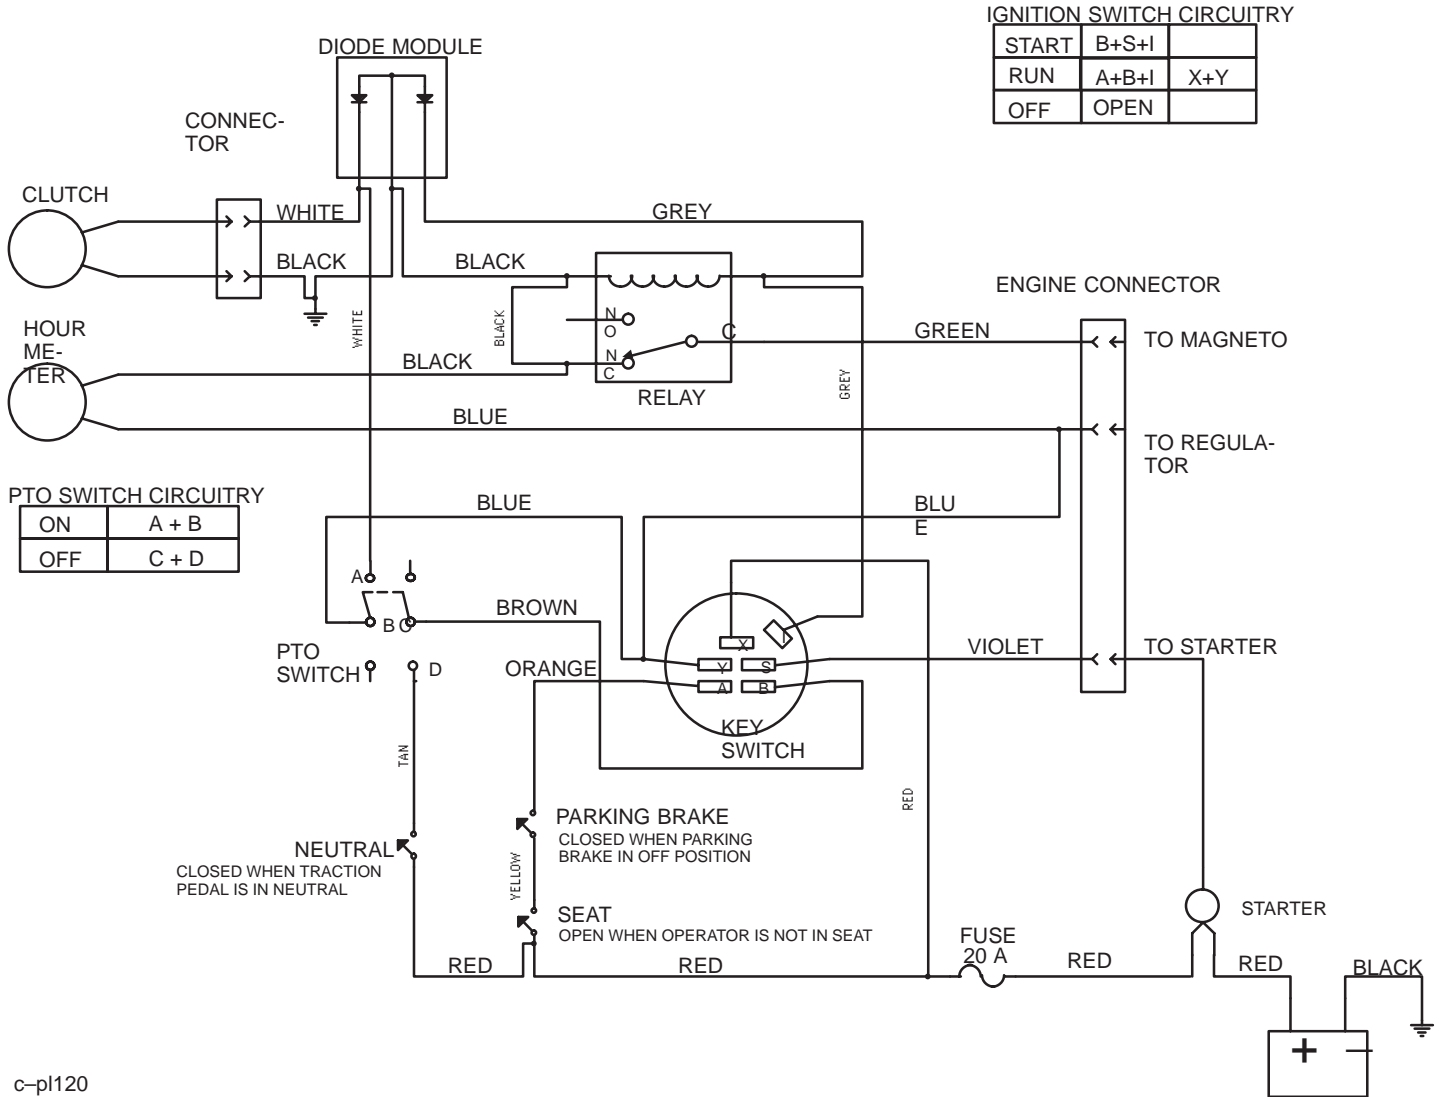 IGNITION SWITCH CIRCUITRY
START B+S+I
RUN A+B+I X+Y
OFF OPEN
DIODE MODULE
CONNEC-
TOR
CLUTCH
WHITE
GREY
BLACK
BLACK
ENGINE CONNECTOR
HOUR
ME-
TER
WHITE
BLACK
N
O
C
GREEN
TO MAGNETO
BLACK
N
C
RELAY
GREY
BLUE
TO REGULA-
TOR
PTO SWITCH CIRCUITRY
ON A + B
OFF C + D
BLUE
BLU
E
A
BROWN
B C
PTO
SWITCH
D
ORANGE
X
I
Y
S
A
B
KEY
SWITCH
VIOLET
TO STARTER
TAN
RED
NEUTRAL
CLOSED WHEN TRACTION
PEDAL IS IN NEUTRAL
PARKING BRAKE
CLOSED WHEN PARKING
BRAKE IN OFF POSITION
YELLOW
SEAT
OPEN WHEN OPERATOR IS NOT IN SEAT
STARTER
RED
RED
FUSE
20 A
RED
RED
BLACK
+
—
c–pl120